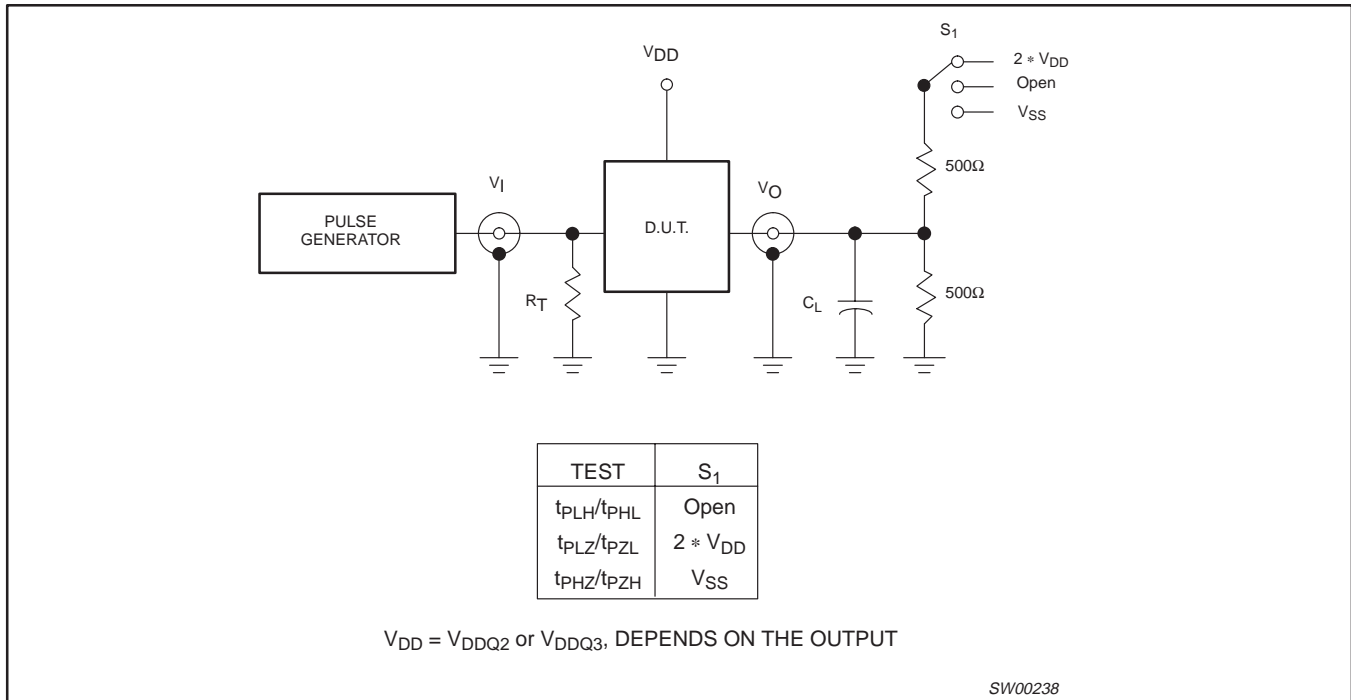 S1
2 * VDD
Open
VSS
VDD
500Ω
VI
VO
PULSE
GENERATOR
D.U.T.
RT
CL
500Ω
TEST S1
tPLH/tPHL Open
tPLZ/tPZL 2 * VDD
tPHZ/tPZH VSS
VDD = VDDQ2 or VDDQ3, DEPENDS ON THE OUTPUT
SW00238